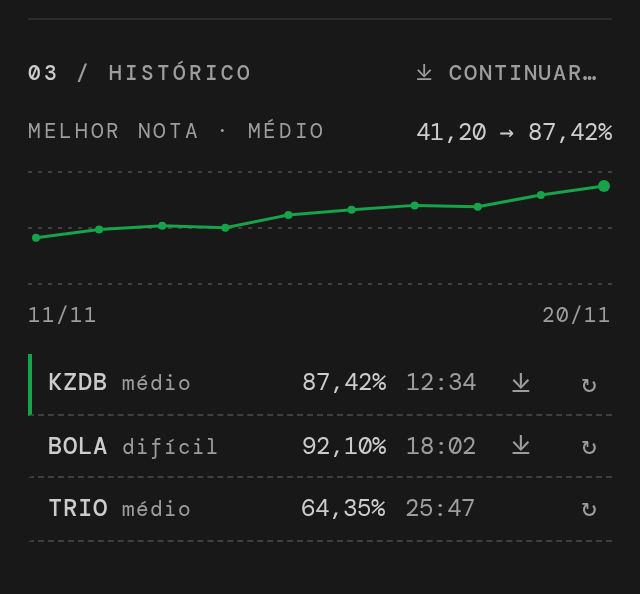 03 / HISTÓRICO CONTINUAR…
MELHOR NOTA · MÉDIO 41,20 → 87,42%
11/11 20/11
KZDB médio 87,42% 12:34
BOLA difícil 92,10% 18:02
TRIO médio 64,35% 25:47